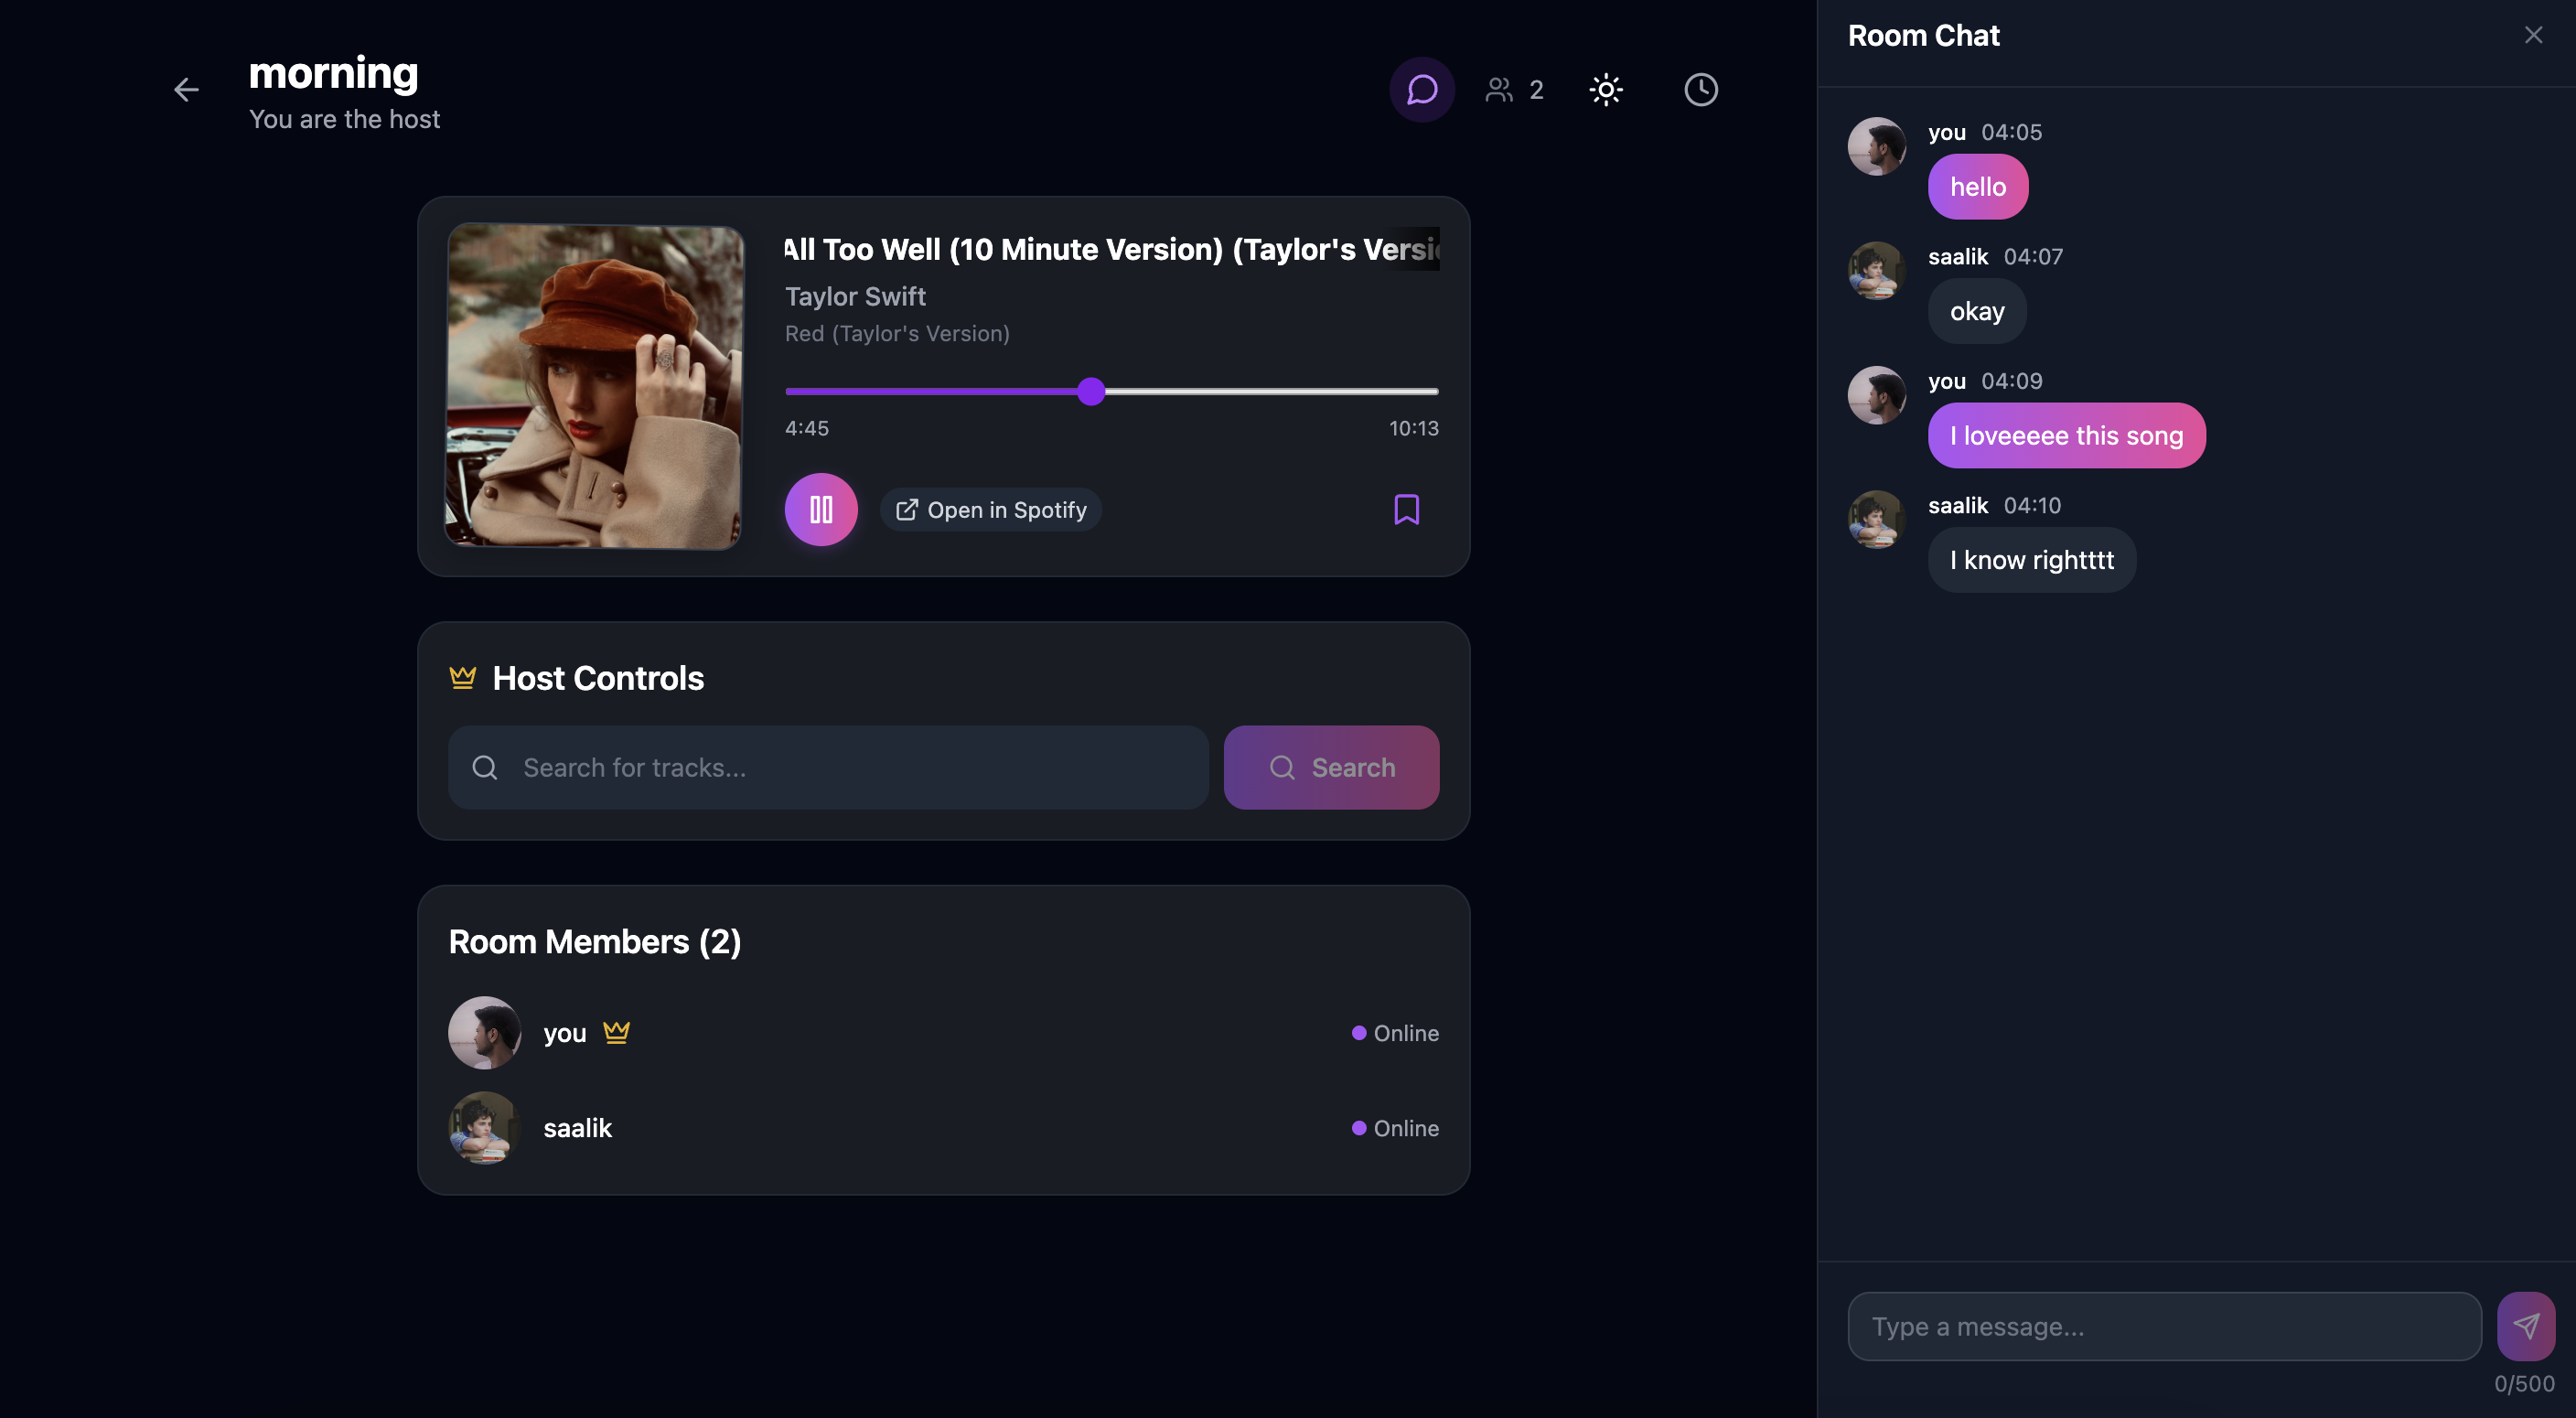 morning
You are the host
2
All Too Well (10 Minute Version) (Taylor's Versi
Taylor Swift
Red (Taylor's Version)
4:45
10:13
Open in Spotify
Host Controls
Search for tracks...
Search
Room Members (2)
you
Online
saalik
Online
Room Chat
you 04:05
hello
saalik 04:07
okay
you 04:09
I loveeeee this song
saalik 04:10
I know rightttt
Type a message...
0/500